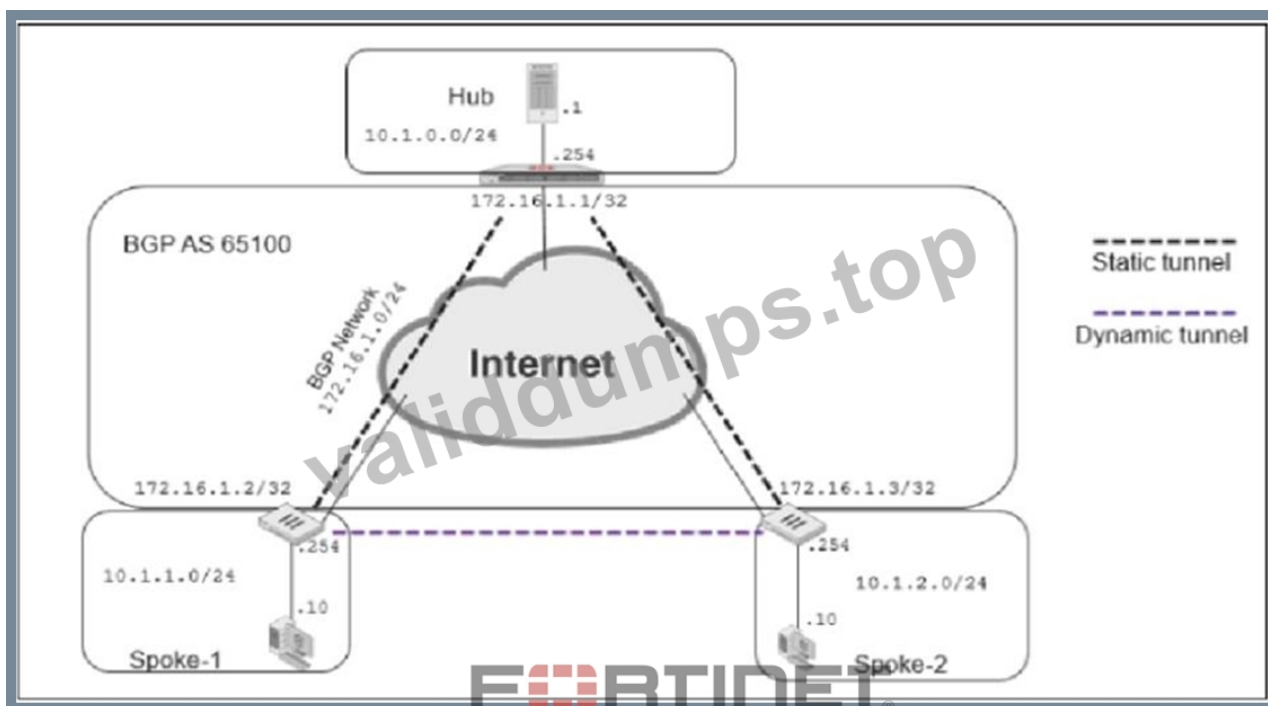 Hub
.1
10.1.0.0/24
.254
172.16.1.1/32
BGP AS 65100
Static tunnel
Dynamic tunnel
BGP Network
172.16.1.0/24
Internet
validdumps.top
172.16.1.2/32
172.16.1.3/32
.254
.254
10.1.1.0/24
10.1.2.0/24
.10
.10
Spoke-1
Spoke-2
FORTINET®